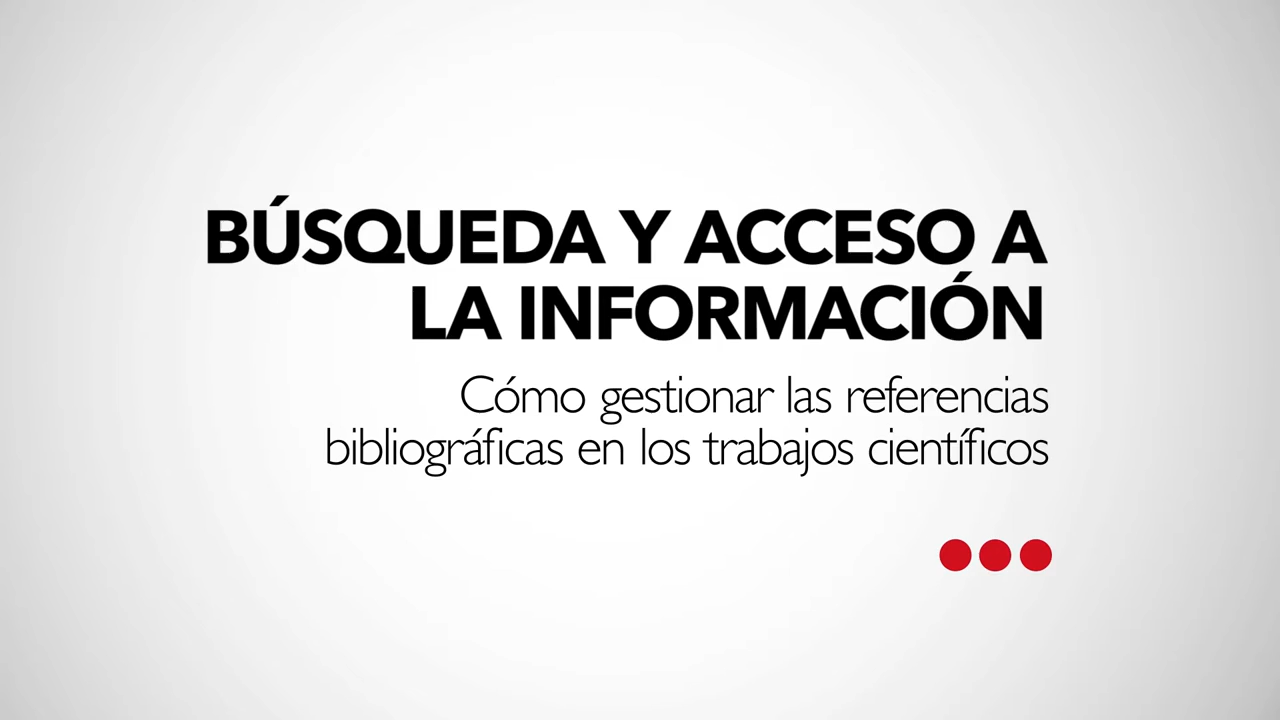 BÚSQUEDA Y ACCESO A
LA INFORMACIÓN
Cómo gestionar las referencias
bibliográficas en los trabajos científicos